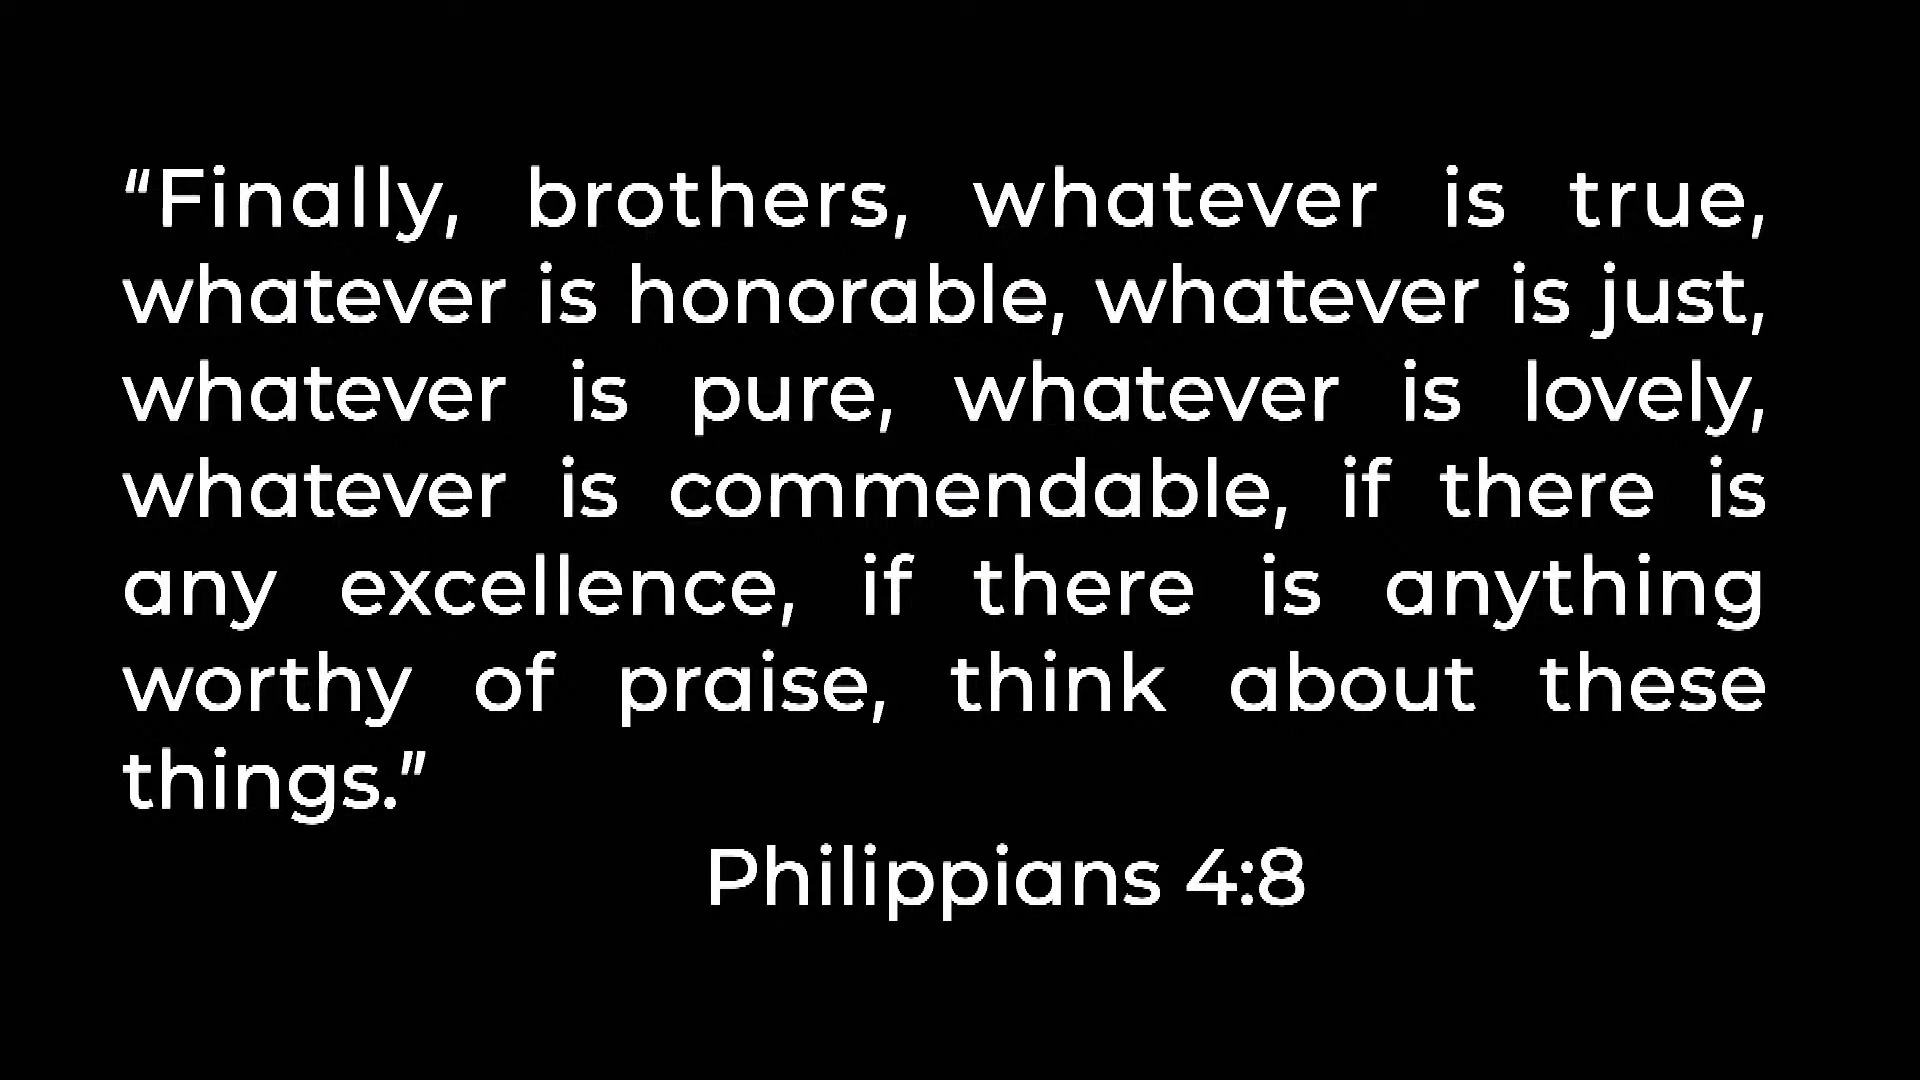 “Finally, brothers, whatever is true,
whatever is honorable, whatever is just,
whatever is pure, whatever is lovely,
whatever is commendable, if there is
any excellence, if there is anything
worthy of praise, think about these
things.”
Philippians 4:8